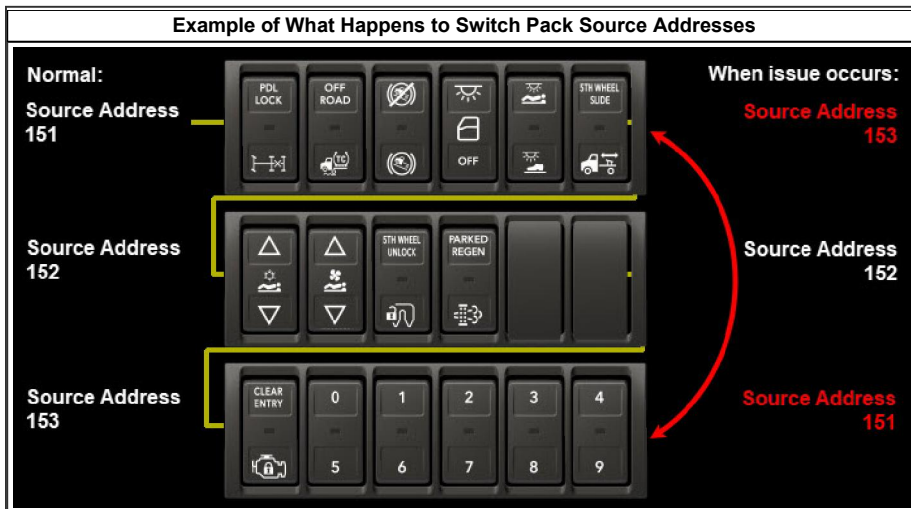 Example of What Happens to Switch Pack Source Addresses
Normal:
When issue occurs:
Source Address
151
PDL
LOCK
OFF
ROAD
(TC)
OFF
5TH WHEEL
SLIDE
Source Address
153
Source Address
152
5TH WHEEL
UNLOCK
PARKED
REGEN
Source Address
152
Source Address
153
CLEAR
ENTRY
0
1
2
3
4
5
6
7
8
9
Source Address
151